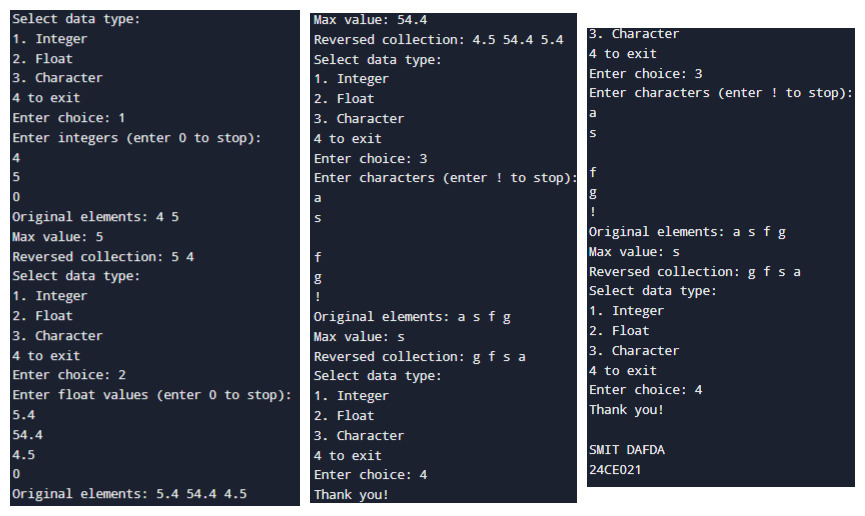 Select data type:
1. Integer
2. Float
3. Character
4 to exit
Enter choice: 1
Enter integers (enter 0 to stop):
4
5
0
Original elements: 4 5
Max value: 5
Reversed collection: 5 4
Select data type:
1. Integer
2. Float
3. Character
4 to exit
Enter choice: 2
Enter float values (enter 0 to stop):
5.4
54.4
4.5
0
Original elements: 5.4 54.4 4.5
Max value: 54.4
Reversed collection: 4.5 54.4 5.4
Select data type:
1. Integer
2. Float
3. Character
4 to exit
Enter choice: 3
Enter characters (enter ! to stop):
a
s
f
g
!
Original elements: a s f g
Max value: s
Reversed collection: g f s a
Select data type:
1. Integer
2. Float
3. Character
4 to exit
Enter choice: 4
Thank you!
3. Character
4 to exit
Enter choice: 3
Enter characters (enter ! to stop):
a
s
f
g
!
Original elements: a s f g
Max value: s
Reversed collection: g f s a
Select data type:
1. Integer
2. Float
3. Character
4 to exit
Enter choice: 4
Thank you!
SMIT DAFDA
24CE021